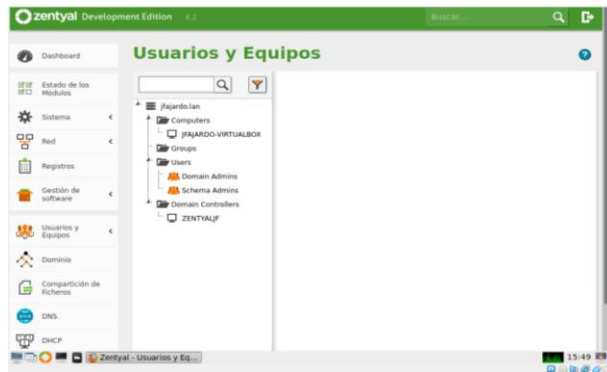 zentyal Development Edition 6.2
Buscar...
Dashboard
Estado de los
Módulos
Sistema
Red
Registros
Gestión de
software
Usuarios y
Equipos
Dominio
Compartición de
Ficheros
DNS
DHCP
Usuarios y Equipos
jfajardo.lan
Computers
JFAJARDO-VIRTUALBOX
Groups
Users
Domain Admins
Schema Admins
Domain Controllers
ZENTYALJF
Zentyal - Usuarios y Eq...
15:49